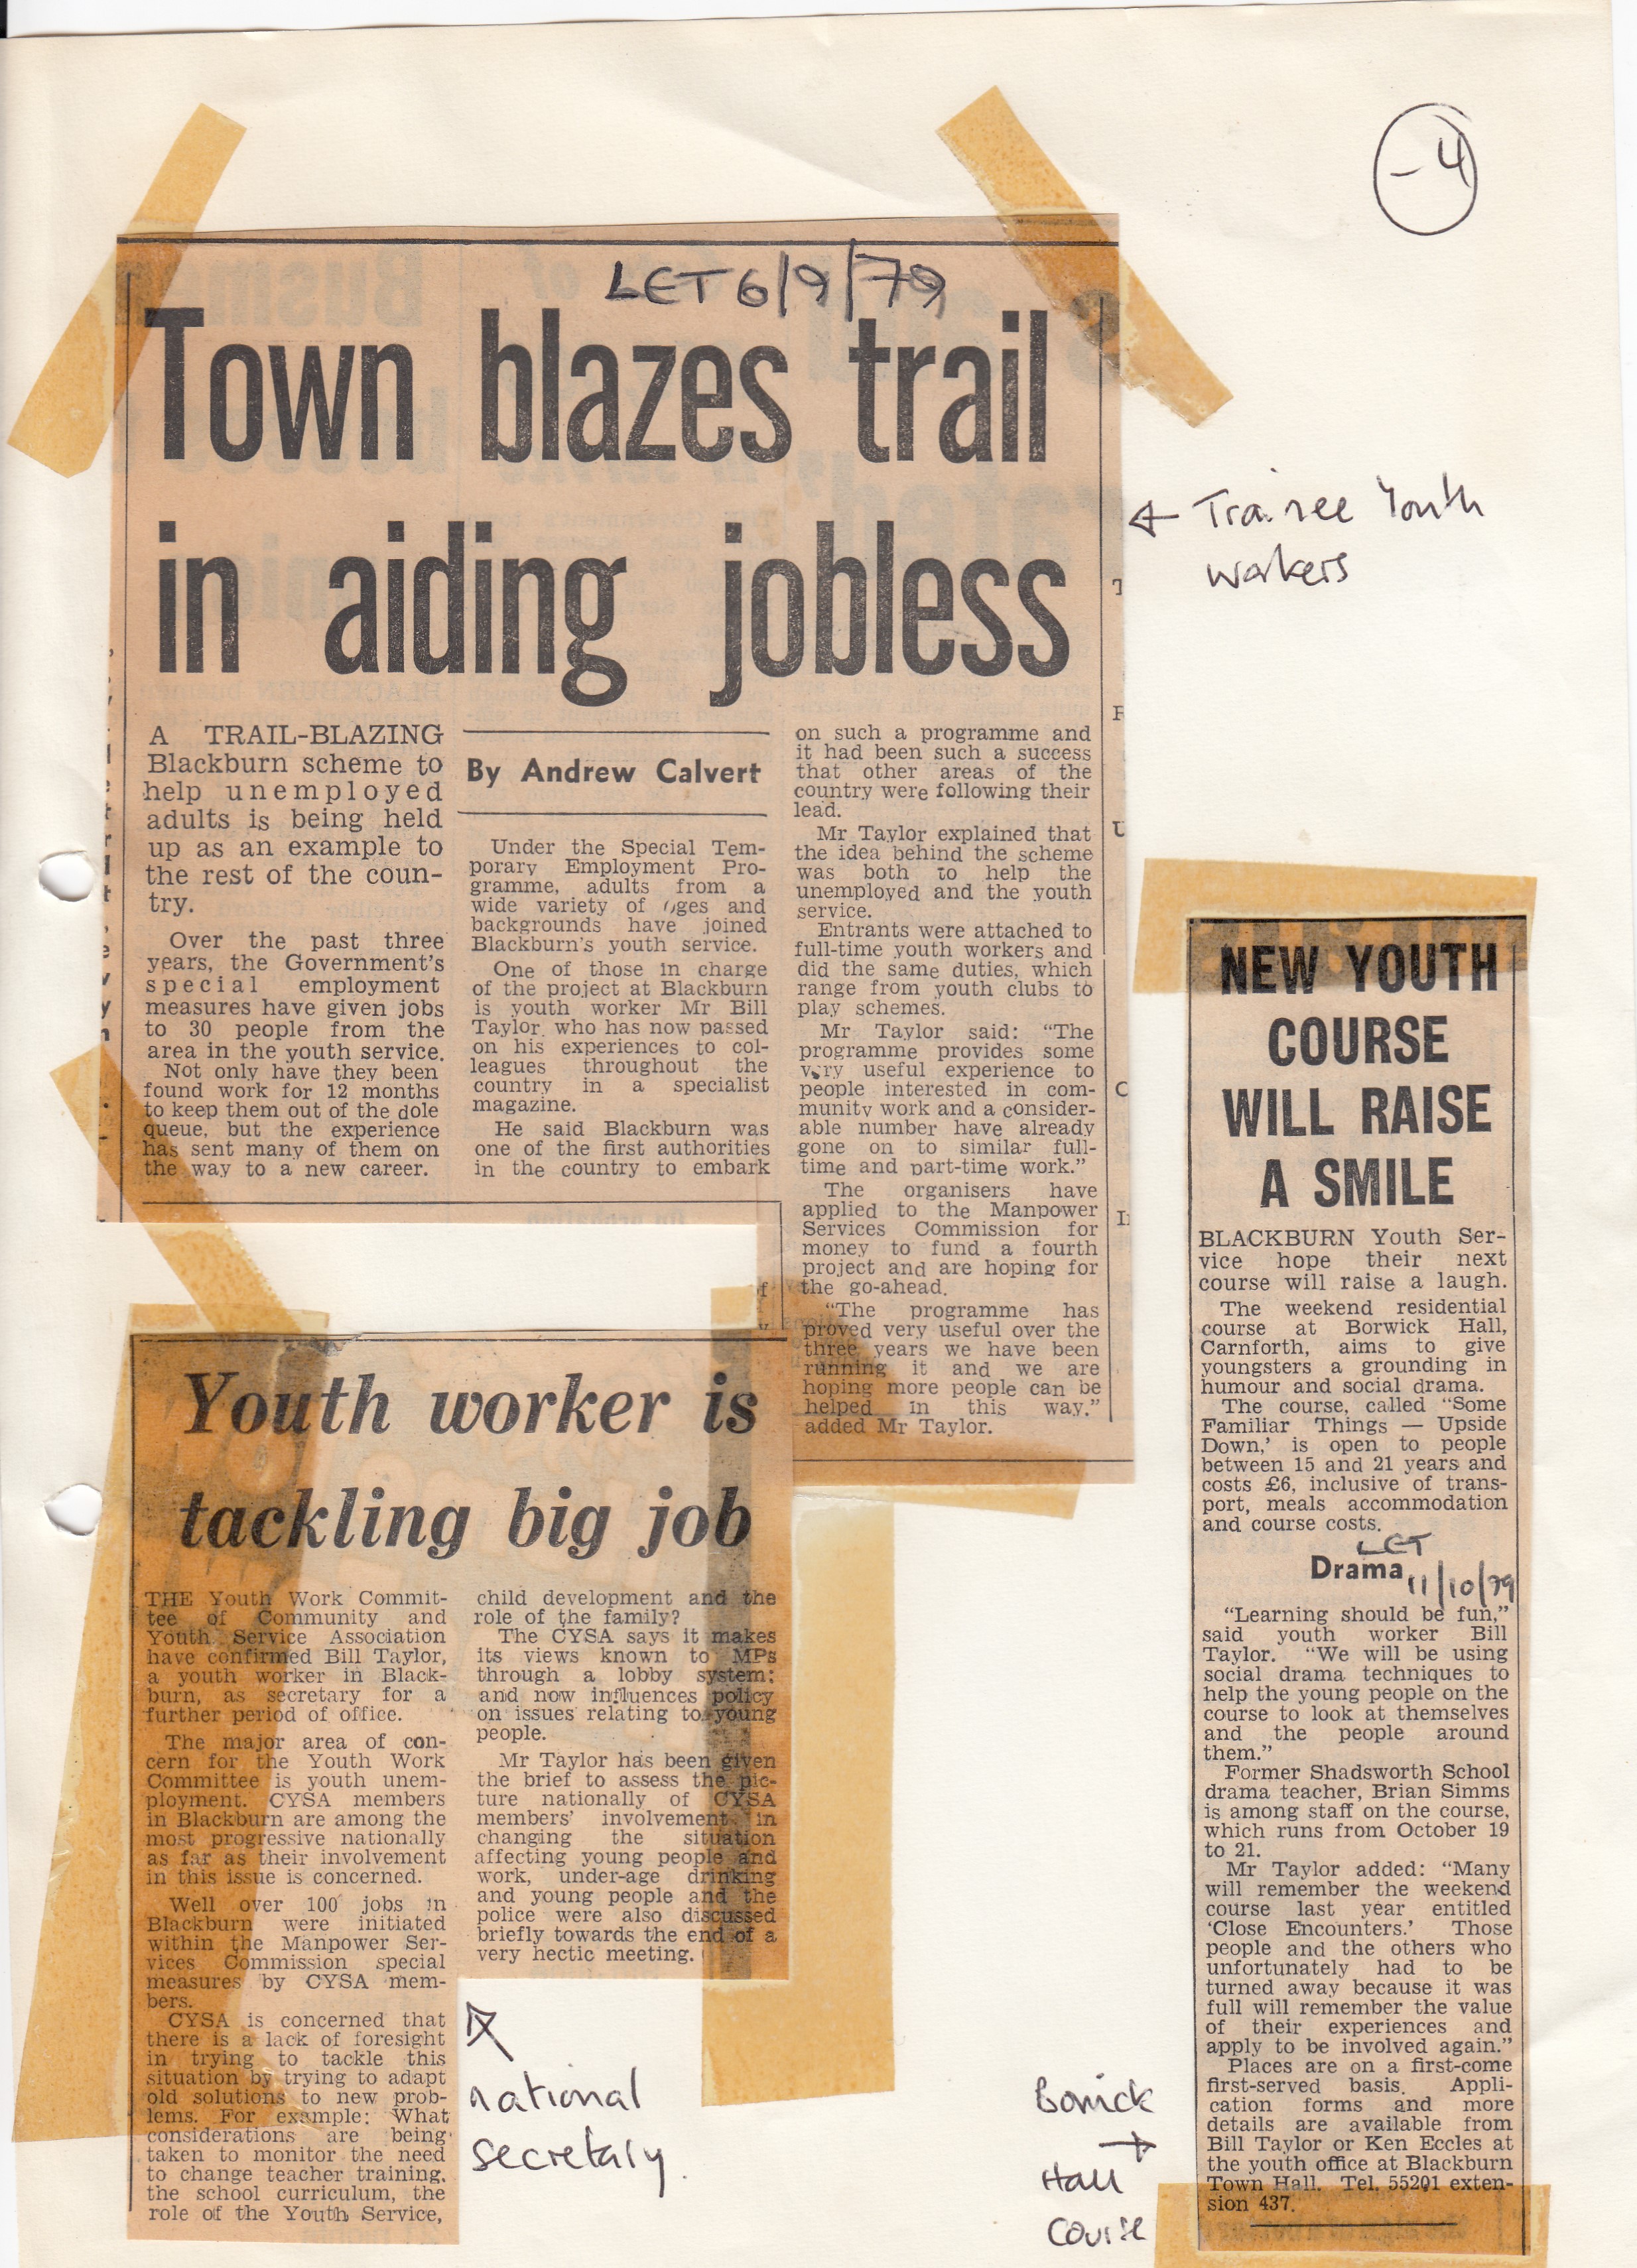 -4
LET 6/9/79
Town blazes trail
in aiding jobless
← Trainee Youth
workers
A TRAIL-BLAZING
Blackburn scheme to
help unemployed
adults is being held
up as an example to
the rest of the coun-
try.
Over the past three
years, the Government's
special employment
measures have given jobs
to 30 people from the
area in the youth service.
Not only have they been
found work for 12 months
to keep them out of the dole
queue, but the experience
has sent many of them on
the way to a new career.
By Andrew Calvert
Under the Special Tem-
porary Employment Pro-
gramme, adults from a
wide variety of ages and
backgrounds have joined
Blackburn's youth service.
One of those in charge
of the project at Blackburn
is youth worker Mr Bill
Taylor, who has now passed
on his experiences to col-
leagues throughout the
country in a specialist
magazine.
He said Blackburn was
one of the first authorities
in the country to embark
on such a programme and
it had been such a success
that other areas of the
country were following their
lead.
Mr Taylor explained that
the idea behind the scheme
was both to help the
unemployed and the youth
service.
Entrants were attached to
full-time youth workers and
did the same duties, which
range from youth clubs to
play schemes.
Mr Taylor said: "The
programme provides some
very useful experience to
people interested in com-
munity work and a consider-
able number have already
gone on to similar full-
time and part-time work."
The organisers have
applied to the Manpower
Services Commission for
money to fund a fourth
project and are hoping for
the go-ahead.
"The programme has
proved very useful over the
three years we have been
running it and we are
hoping more people can be
helped in this way."
added Mr Taylor.
Youth worker is
tackling big job
THE Youth Work Commit-
tee of Community and
Youth Service Association
have confirmed Bill Taylor,
a youth worker in Black-
burn, as secretary for a
further period of office.
The major area of con-
cern for the Youth Work
Committee is youth unem-
ployment. CYSA members
in Blackburn are among the
most progressive nationally
as far as their involvement
in this issue is concerned.
Well over 100 jobs in
Blackburn were initiated
within the Manpower Ser-
vices Commission special
measures by CYSA mem-
bers.
CYSA is concerned that
there is a lack of foresight
in trying to tackle this
situation by trying to adapt
old solutions to new prob-
lems. For example: What
considerations are being
taken to monitor the need
to change teacher training,
the school curriculum, the
role of the Youth Service,
child development and the
role of the family?
The CYSA says it makes
its views known to MPs
through a lobby system;
and now influences policy
on issues relating to young
people.
Mr Taylor has been given
the brief to assess the pic-
ture nationally of CYSA
members' involvement in
changing the situation
affecting young people and
work, under-age drinking
and young people and the
police were also discussed
briefly towards the end of a
very hectic meeting.
national
secretary.
NEW YOUTH
COURSE
WILL RAISE
A SMILE
BLACKBURN Youth Ser-
vice hope their next
course will raise a laugh.
The weekend residential
course at Borwick Hall,
Carnforth, aims to give
youngsters a grounding in
humour and social drama.
The course, called "Some
Familiar Things — Upside
Down,' is open to people
between 15 and 21 years and
costs £6, inclusive of trans-
port, meals accommodation
and course costs.
LET
Drama
11/10/79
"Learning should be fun,"
said youth worker Bill
Taylor. "We will be using
social drama techniques to
help the young people on the
course to look at themselves
and the people around
them."
Former Shadsworth School
drama teacher, Brian Simms
is among staff on the course,
which runs from October 19
to 21.
Mr Taylor added: "Many
will remember the weekend
course last year entitled
'Close Encounters.' Those
people and the others who
unfortunately had to be
turned away because it was
full will remember the value
of their experiences and
apply to be involved again."
Places are on a first-come
first-served basis. Appli-
cation forms and more
details are available from
Bill Taylor or Ken Eccles at
the youth office at Blackburn
Town Hall. Tel. 55201 exten-
sion 437.
Borwick
→
Hall
Course